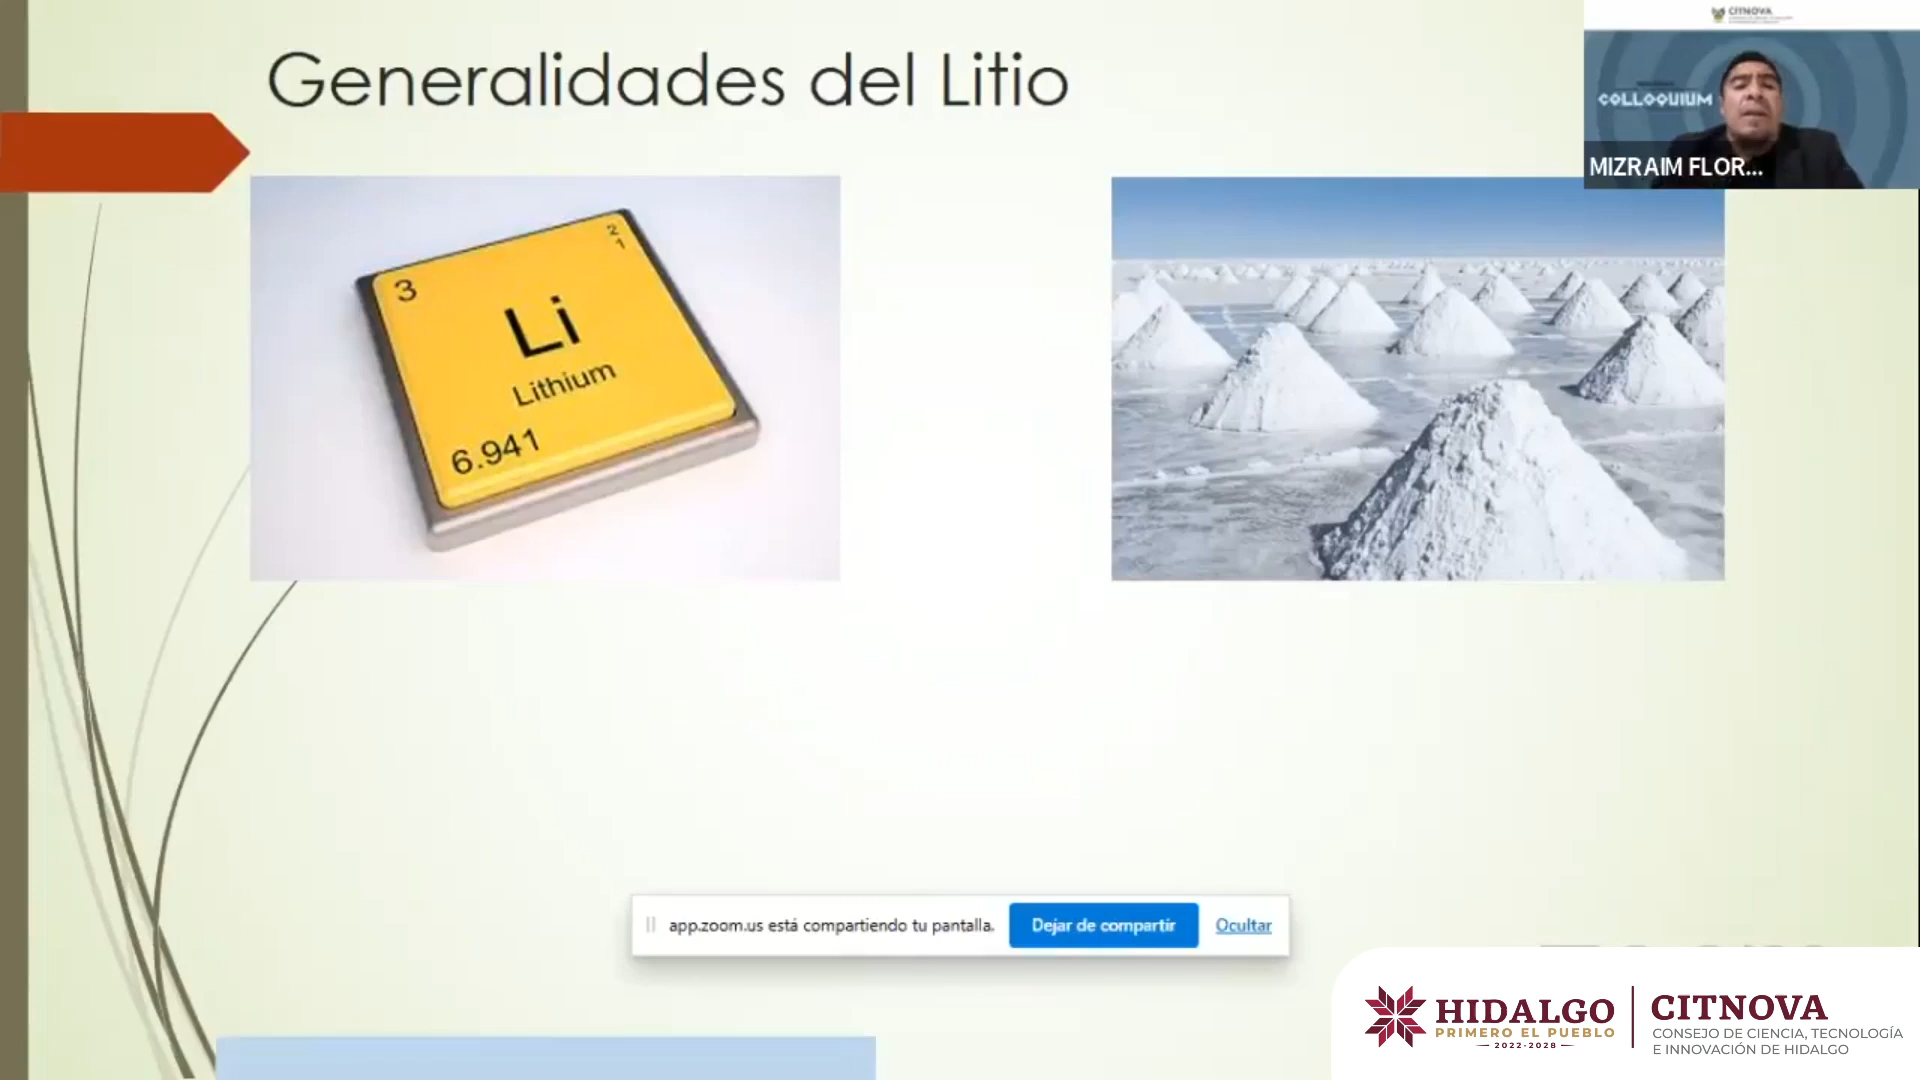 Generalidades del Litio
CITNOVA
COLLOQUIUM
MIZRAIM FLOR...
3
2
1
Li
Lithium
6.941
app.zoom.us está compartiendo tu pantalla.
Dejar de compartir
Ocultar
HIDALGO
PRIMERO EL PUEBLO
2022-2028
CITNOVA
CONSEJO DE CIENCIA, TECNOLOGÍA
E INNOVACIÓN DE HIDALGO